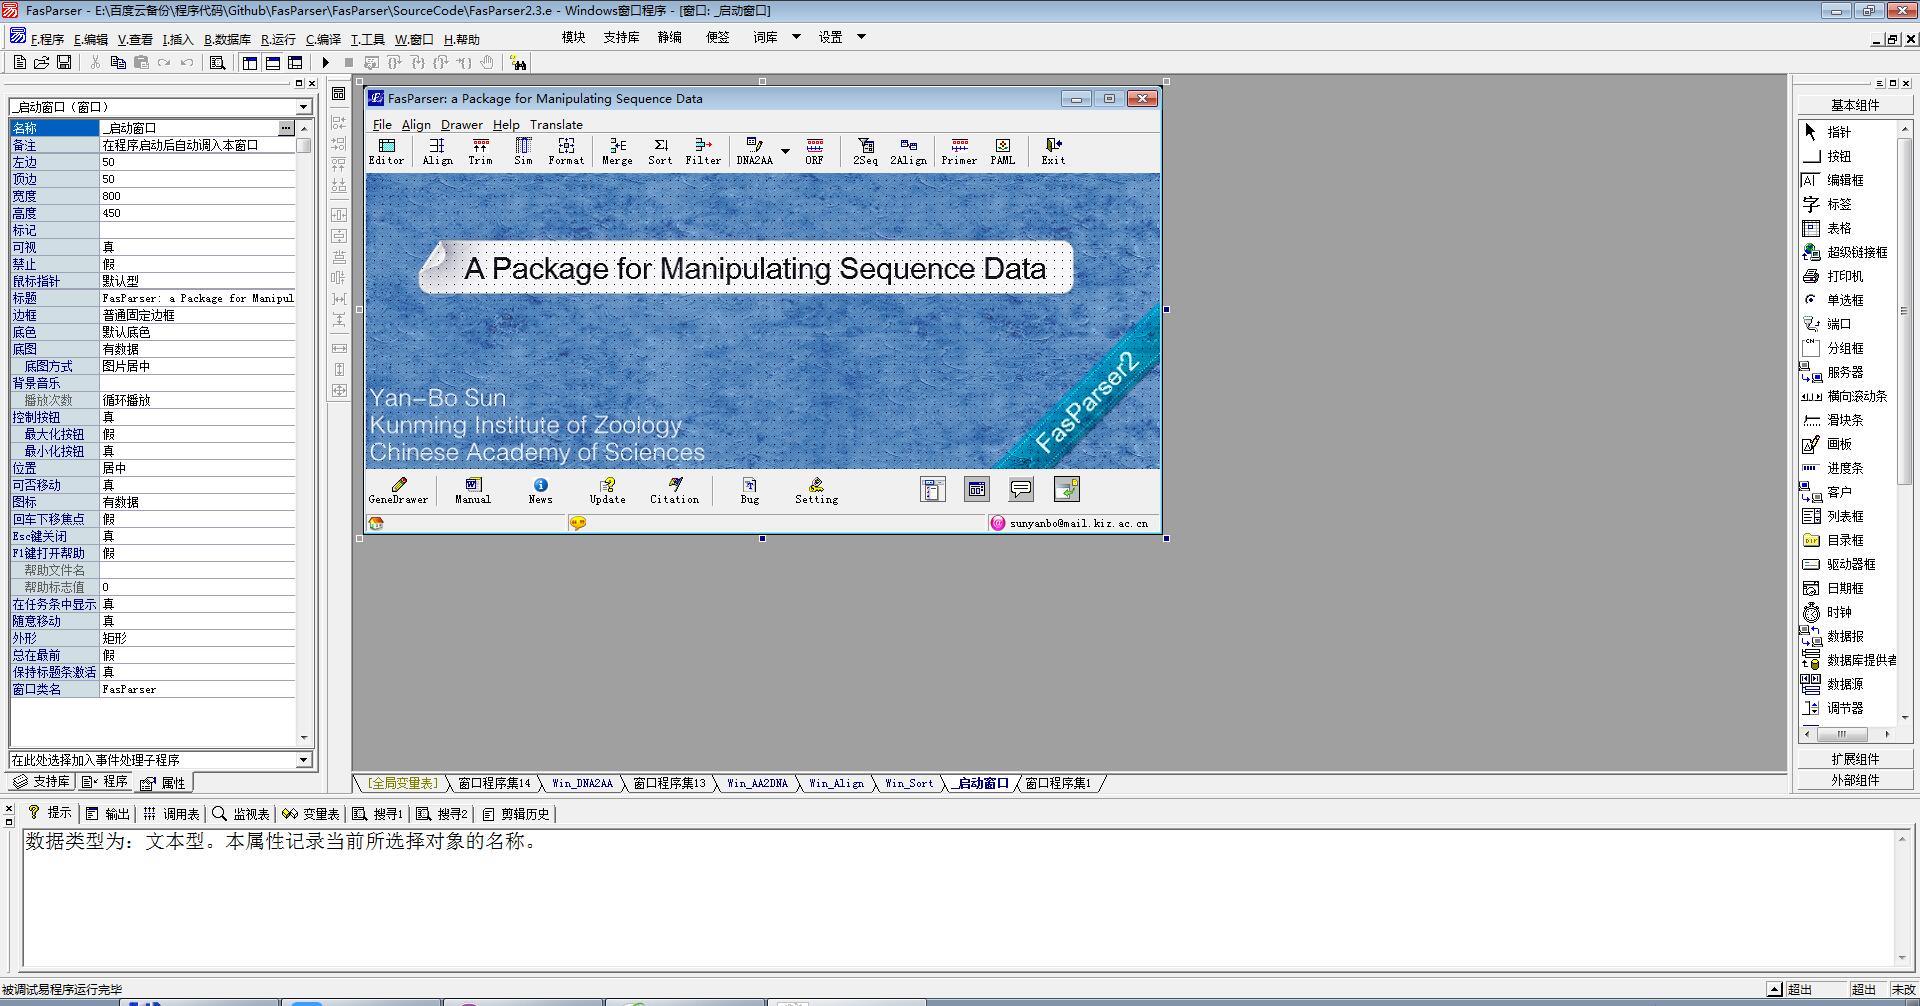 FasParser - E:\百度云备份\程序代码\Github\FasParser\FasParser\SourceCode\FasParser2.3.e - Windows窗口程序 - [窗口: _启动窗口]
F.程序 E.编辑 V.查看 I.插入 B.数据库 R.运行 C.编译 T.工具 W.窗口 H.帮助 模块 支持库 静编 便签 词库 设置
_启动窗口（窗口）
名称 _启动窗口
备注 在程序启动后自动调入本窗口
左边 50
顶边 50
宽度 800
高度 450
标记
可视 真
禁止 假
鼠标指针 默认型
标题 FasParser: a Package for Manipul
边框 普通固定边框
底色 默认底色
底图 有数据
底图方式 图片居中
背景音乐
播放次数 循环播放
控制按钮 真
最大化按钮 假
最小化按钮 真
位置 居中
可否移动 真
图标 有数据
回车下移焦点 假
Esc键关闭 真
F1键打开帮助 假
帮助文件名
帮助标志值 0
在任务条中显示 真
随意移动 真
外形 矩形
总在最前 假
保持标题条激活 真
窗口类名 FasParser
在此处选择加入事件处理子程序
支持库 程序 属性
FasParser: a Package for Manipulating Sequence Data
File Align Drawer Help Translate
Editor Align Trim Sim Format Merge Sort Filter DNA2AA ORF 2Seq 2Align Primer PAML Exit
A Package for Manipulating Sequence Data
Yan-Bo Sun
Kunming Institute of Zoology
Chinese Academy of Sciences
FasParser2
GeneDrawer Manual News Update Citation Bug Setting
sunyanbo@mail.kiz.ac.cn
[全局变量表] 窗口程序集14 Win_DNA2AA 窗口程序集13 Win_AA2DNA Win_Align Win_Sort _启动窗口 窗口程序集1
基本组件
指针
按钮
编辑框
标签
表格
超级链接框
打印机
单选框
端口
分组框
服务器
横向滚动条
滑块条
画板
进度条
客户
列表框
目录框
驱动器框
日期框
时钟
数据报
数据库提供者
数据源
调节器
扩展组件
外部组件
提示 输出 调用表 监视表 变量表 搜寻1 搜寻2 剪辑历史
数据类型为：文本型。本属性记录当前所选择对象的名称。
被调试易程序运行完毕
超出 超出 未改